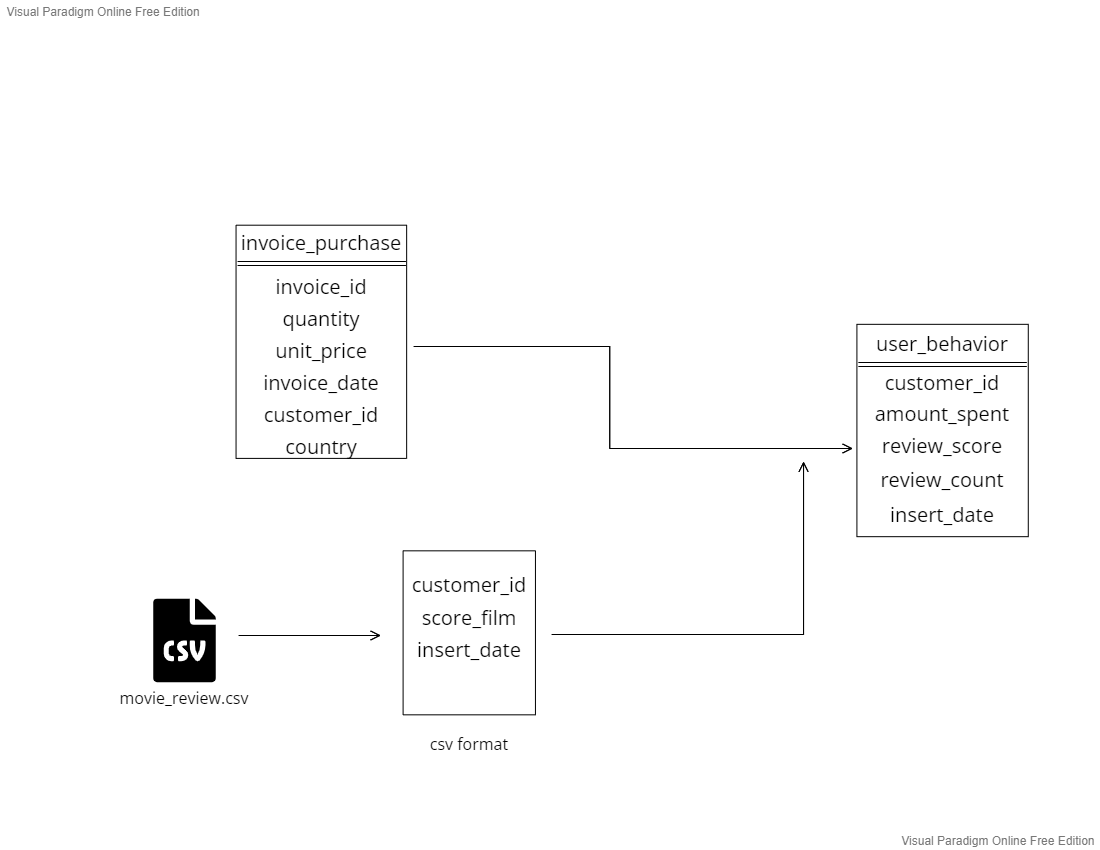 Visual Paradigm Online Free Edition
invoice_purchase
invoice_id
quantity
unit_price
invoice_date
customer_id
country
user_behavior
customer_id
amount_spent
review_score
review_count
insert_date
CSV
movie_review.csv
customer_id
score_film
insert_date
csv format
Visual Paradigm Online Free Edition